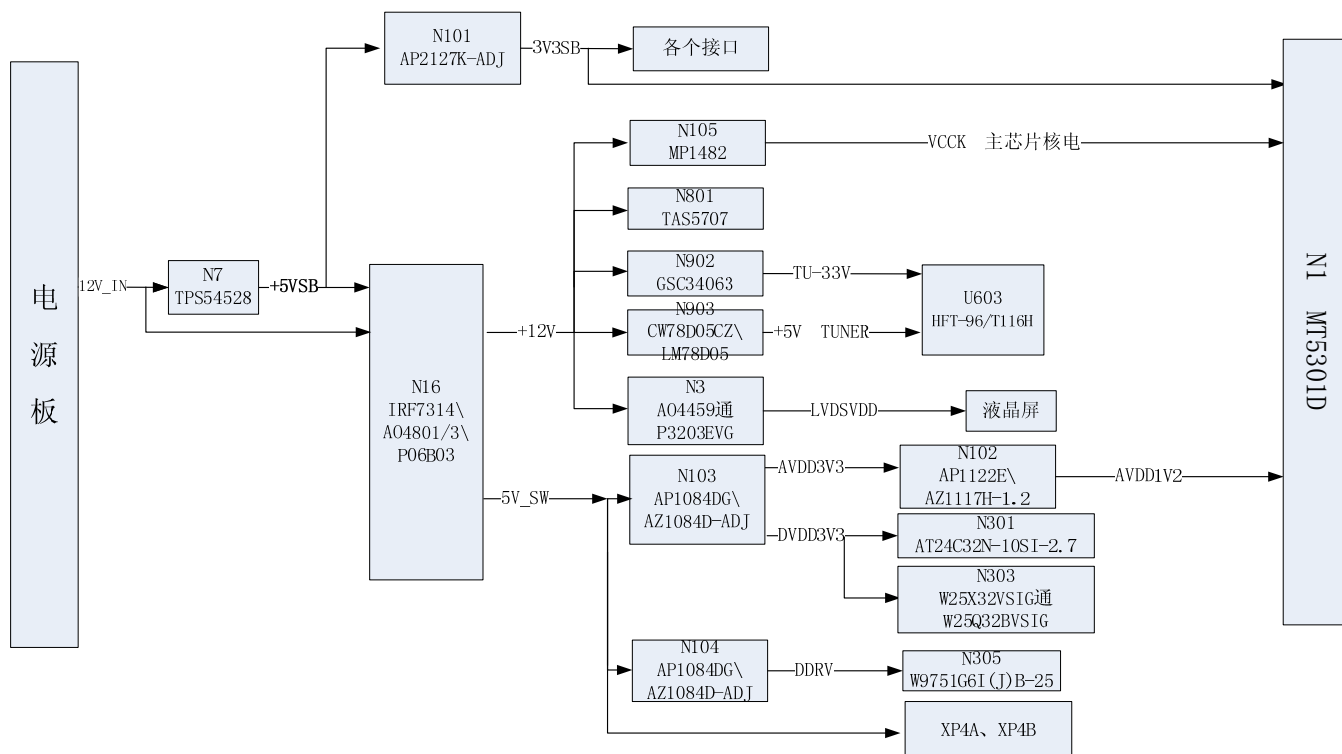 电源板
12V_IN
N7
TPS54528
+5VSB
N101
AP2127K-ADJ
3V3SB
各个接口
N16
IRF7314\
AO4801/3\
P06B03
+12V
5V_SW
N105
MP1482
VCCK 主芯片核电
N801
TAS5707
N902
GSC34063
TU-33V
N903
CW78D05CZ\
LM78D05
+5V TUNER
U603
HFT-96/T116H
N3
AO4459通
P3203EVG
LVDSVDD
液晶屏
N103
AP1084DG\
AZ1084D-ADJ
AVDD3V3
N102
AP1122E\
AZ1117H-1.2
AVDD1V2
DVDD3V3
N301
AT24C32N-10SI-2.7
N303
W25X32VSIG通
W25Q32BVSIG
N104
AP1084DG\
AZ1084D-ADJ
DDRV
N305
W9751G6I(J)B-25
XP4A、XP4B
N1 MT5301D